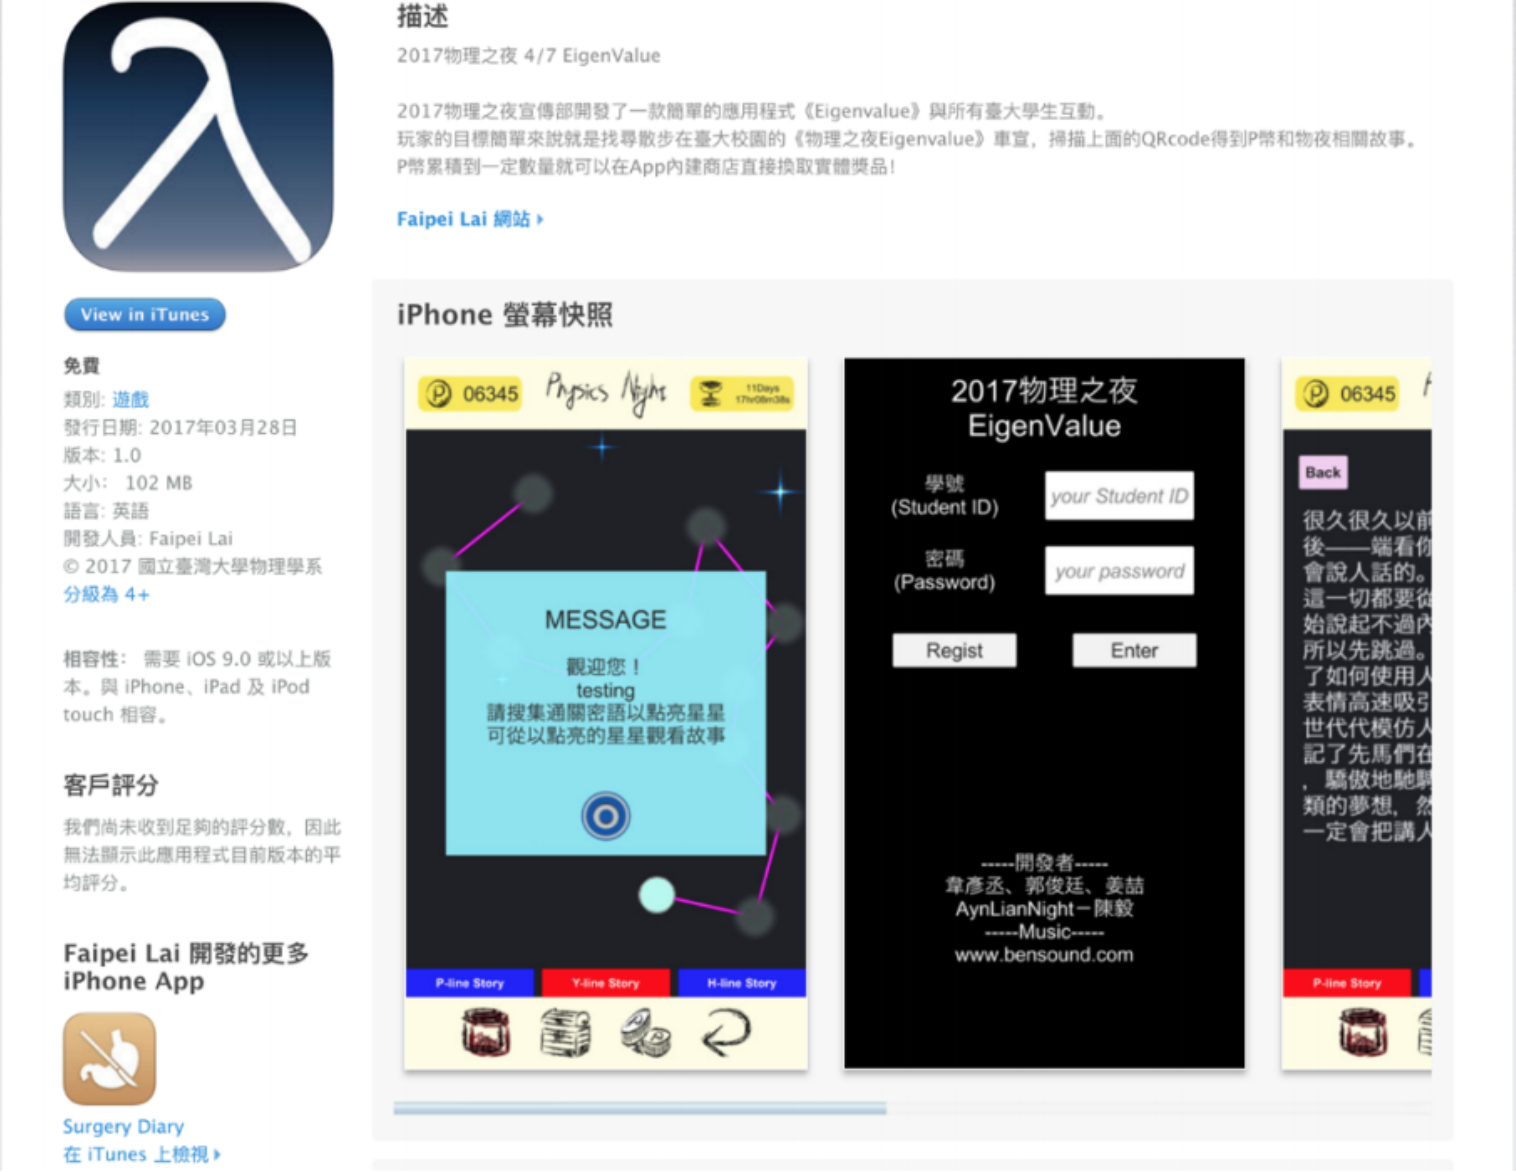 描述
2017物理之夜 4/7 EigenValue
2017物理之夜宣傳部開發了一款簡單的應用程式《Eigenvalue》與所有臺大學生互動。
玩家的目標簡單來說就是找尋散步在臺大校園的《物理之夜Eigenvalue》車宣，掃描上面的QRcode得到P幣和物夜相關故事。
P幣累積到一定數量就可以在App內建商店直接換取實體獎品!
Faipei Lai 網站
View in iTunes
免費
類別: 遊戲
發行日期: 2017年03月28日
版本: 1.0
大小： 102 MB
語言: 英語
開發人員: Faipei Lai
© 2017 國立臺灣大學物理學系
分級為 4+
相容性： 需要 iOS 9.0 或以上版
本。與 iPhone、iPad 及 iPod
touch 相容。
客戶評分
我們尚未收到足夠的評分數，因此
無法顯示此應用程式目前版本的平
均評分。
Faipei Lai 開發的更多
iPhone App
Surgery Diary
在 iTunes 上檢視
iPhone 螢幕快照
06345
Physics Night
11Days
17hr08m38s
MESSAGE
觀迎您！
testing
請搜集通關密語以點亮星星
可從以點亮的星星觀看故事
P-line Story
Y-line Story
H-line Story
2017物理之夜
EigenValue
學號
(Student ID)
your Student ID
密碼
(Password)
your password
Regist
Enter
-----開發者-----
韋彥丞、郭俊廷、姜喆
AynLianNight－陳毅
-----Music-----
www.bensound.com
06345
Back
很久很久以前
後——端看你
會說人話的。
這一切都要從
始說起不過內
所以先跳過。
了如何使用人
表情高速吸引
世代代模仿人
記了先馬們在
，驕傲地馳騁
類的夢想，然
一定會把講人
P-line Story